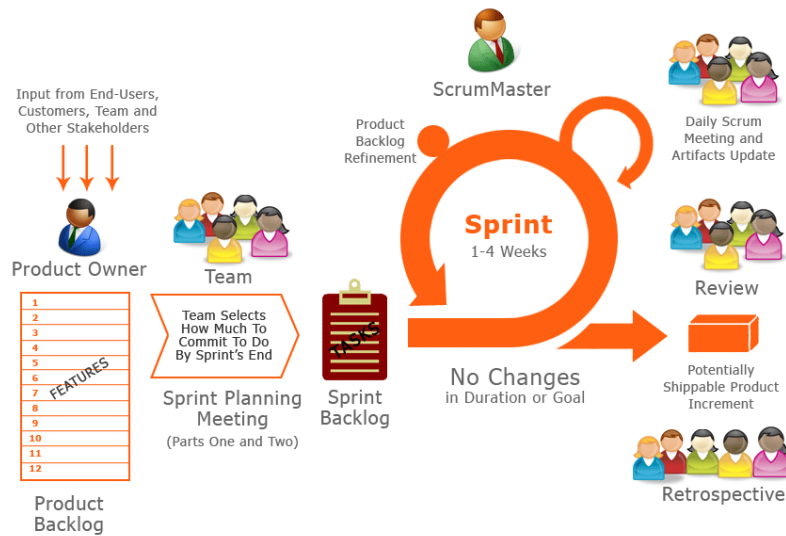 Input from End-Users,
Customers, Team and
Other Stakeholders
Product Owner
1
2
3
4
5
6
7
8
9
10
11
12
FEATURES
Product
Backlog
Team
Team Selects
How Much To
Commit To Do
By Sprint's End
Sprint Planning
Meeting
(Parts One and Two)
TASKS
Sprint
Backlog
ScrumMaster
Product
Backlog
Refinement
Sprint
1-4 Weeks
No Changes
in Duration or Goal
Daily Scrum
Meeting and
Artifacts Update
Review
Potentially
Shippable Product
Increment
Retrospective